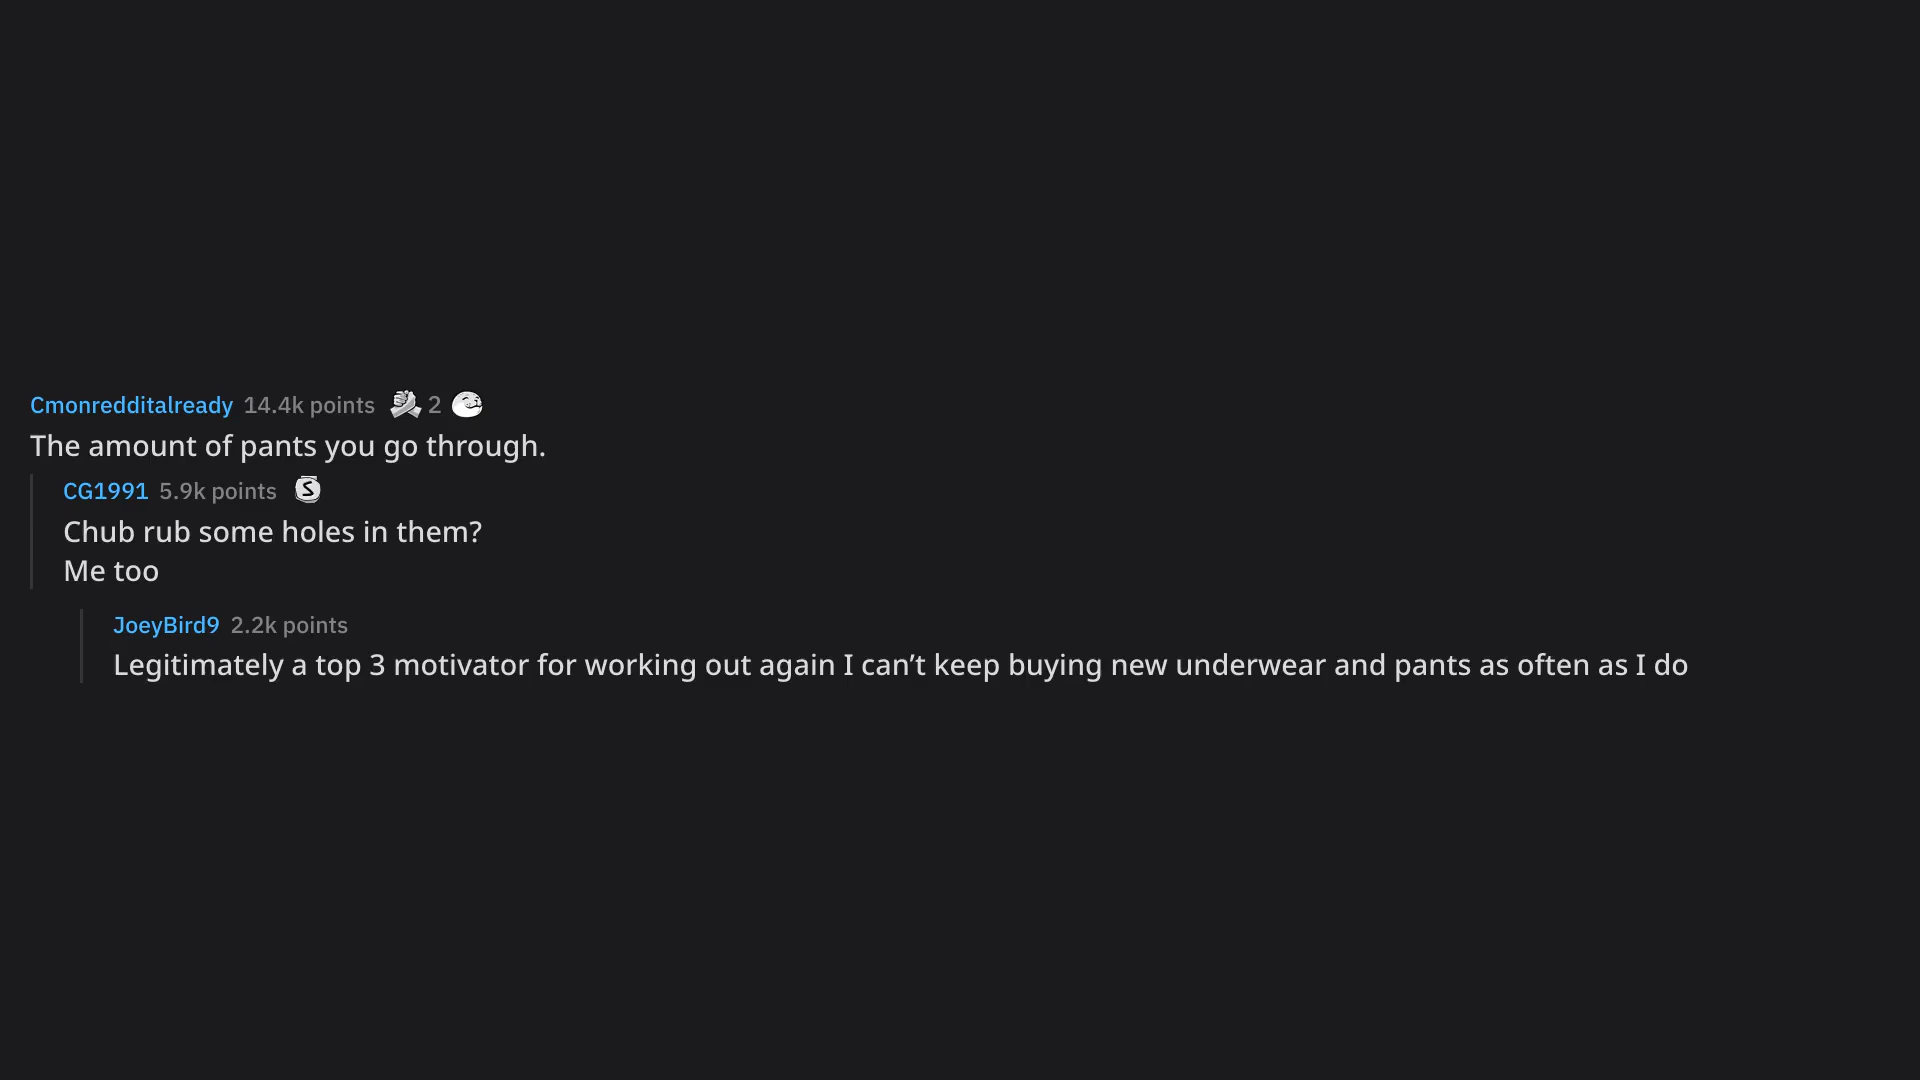 Cmonredditalready 14.4k points 2
The amount of pants you go through.
CG1991 5.9k points S
Chub rub some holes in them?
Me too
JoeyBird9 2.2k points
Legitimately a top 3 motivator for working out again I can’t keep buying new underwear and pants as often as I do